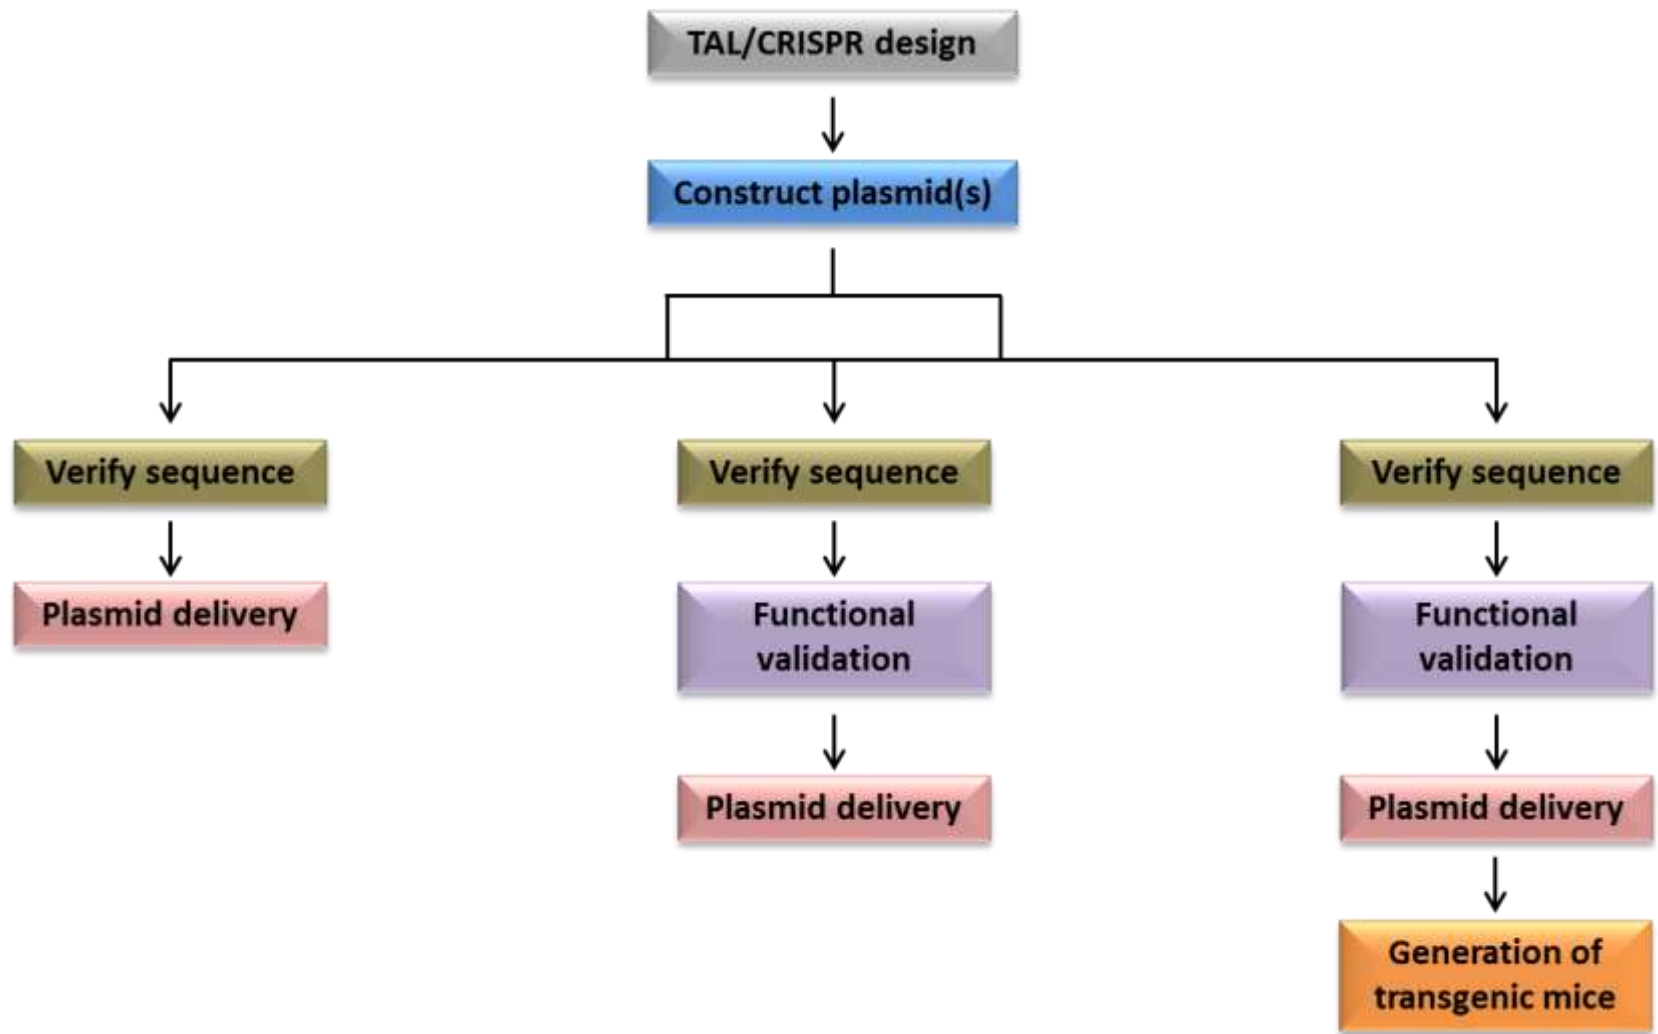 TAL/CRISPR design
Construct plasmid(s)
Verify sequence
Plasmid delivery
Verify sequence
Functional
validation
Plasmid delivery
Verify sequence
Functional
validation
Plasmid delivery
Generation of
transgenic mice